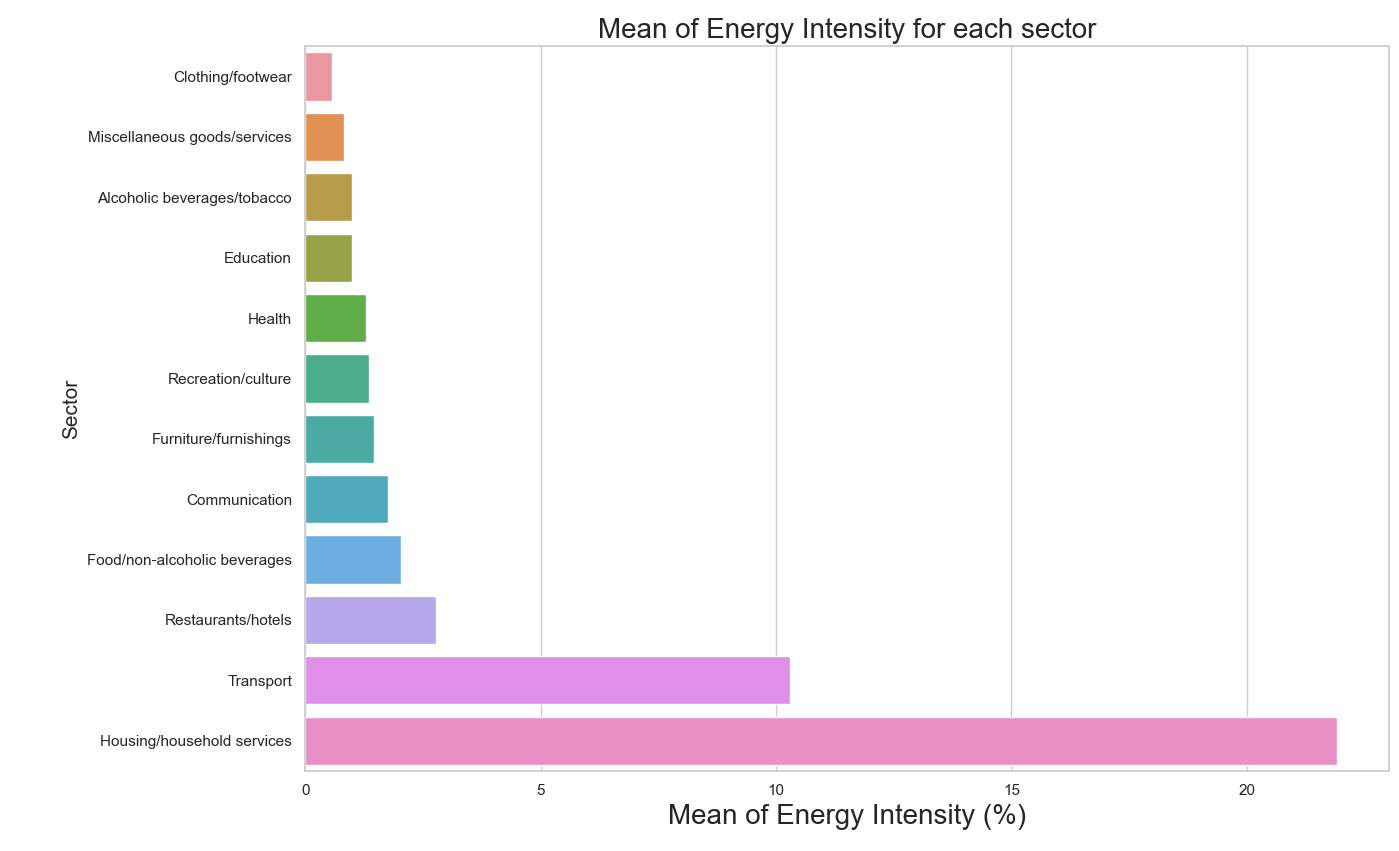 Mean of Energy Intensity for each sector
Clothing/footwear
Miscellaneous goods/services
Alcoholic beverages/tobacco
Education
Health
Recreation/culture
Furniture/furnishings
Communication
Food/non-alcoholic beverages
Restaurants/hotels
Transport
Housing/household services
Sector
0 5 10 15 20
Mean of Energy Intensity (%)